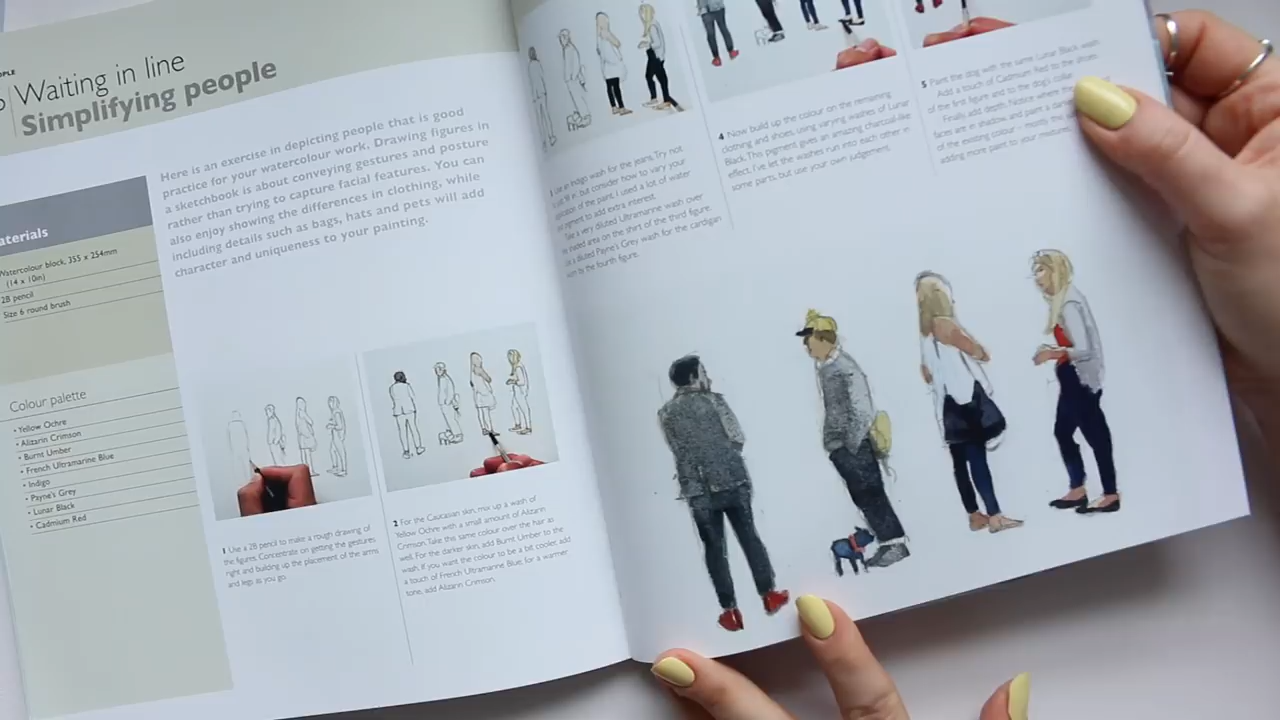 OPLE
Waiting in line
Simplifying people
Here is an exercise in depicting people that is good
practice for your watercolour work. Drawing figures in
a sketchbook is about conveying gestures and posture
rather than trying to capture facial features. You can
also enjoy showing the differences in clothing, while
including details such as bags, hats and pets will add
character and uniqueness to your painting.
aterials
Watercolour block, 355 x 254mm
(14 x 10in)
2B pencil
Size 6 round brush
Colour palette
• Yellow Ochre
• Alizarin Crimson
• Burnt Umber
• French Ultramarine Blue
• Indigo
• Payne's Grey
• Lunar Black
• Cadmium Red
1 Use a 2B pencil to make a rough drawing of
the figures. Concentrate on getting the gestures
right and building up the placement of the arms
and legs as you go.
2 For the Caucasian skin, mix up a wash of
Yellow Ochre with a small amount of Alizarin
Crimson. Take this same colour over the hair as
well. For the darker skin, add Burnt Umber to the
wash. If you want the colour to be a bit cooler, add
a touch of French Ultramarine Blue; for a warmer
tone, add Alizarin Crimson.
an Indigo wash for the jeans. Try not
but consider how to vary your
of the paint. I used a lot of water
pigment to add extra interest.
Take a very diluted Ultramarine wash over
shaded area on the shirt of the third figure.
a diluted Payne's Grey wash for the cardigan
by the fourth figure.
4 Now build up the colour on the remaining
clothing and shoes, using varying washes of Lunar
Black. This pigment gives an amazing charcoal-like
effect. I've let the washes run into each other in
some parts, but use your own judgement.
5 Paint the dog with the same Lunar Black wash.
Add a touch of Cadmium Red to the shoes
of the first figure and to the dog's collar.
Finally, add depth. Notice where the
faces are in shadow, and paint a
of the existing colour – mostly
adding more paint to your